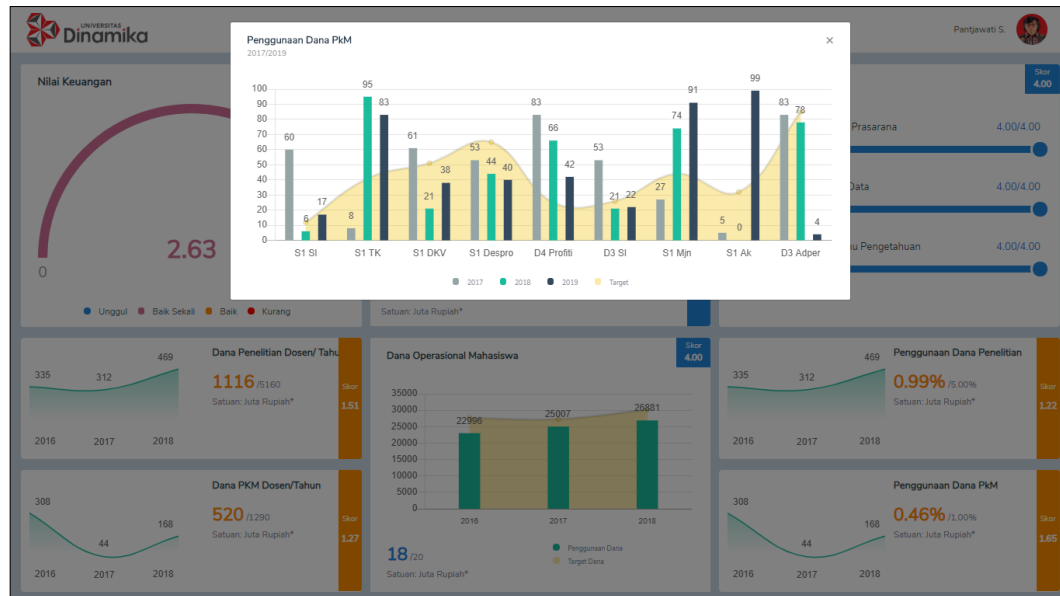 UNIVERSITAS
Dinamika
Pantjawati S.
Penggunaan Dana PkM
×
2017/2019
100
90
80
70
60
50
40
30
20
10
0
60
6
17
8
95
83
61
21
38
53
44
40
83
66
42
53
21
22
27
74
91
5
0
99
83
78
4
S1 SI
S1 TK
S1 DKV
S1 Despro
D4 Profiti
D3 SI
S1 Mjn
S1 Ak
D3 Adper
2017
2018
2019
Target
Nilai Keuangan
2.63
0
Unggul
Baik Sekali
Baik
Kurang
Satuan: Juta Rupiah*
Skor
4.00
Prasarana
4.00/4.00
Data
4.00/4.00
u Pengetahuan
4.00/4.00
Dana Penelitian Dosen/ Tahu
335
312
469
1116 /5160
Satuan: Juta Rupiah*
Skor
1.51
2016
2017
2018
Dana Operasional Mahasiswa
Skor
4.00
35000
30000
25000
20000
15000
10000
5000
0
22996
25007
26881
2016
2017
2018
18 /20
Satuan: Juta Rupiah*
Penggunaan Dana
Target Dana
Penggunaan Dana Penelitian
335
312
469
0.99% /5.00%
Satuan: Juta Rupiah*
Skor
1.22
2016
2017
2018
Dana PKM Dosen/Tahun
308
44
168
520 /1290
Satuan: Juta Rupiah*
Skor
1.27
2016
2017
2018
Penggunaan Dana PkM
308
44
168
0.46% /1.00%
Satuan: Juta Rupiah*
Skor
1.65
2016
2017
2018